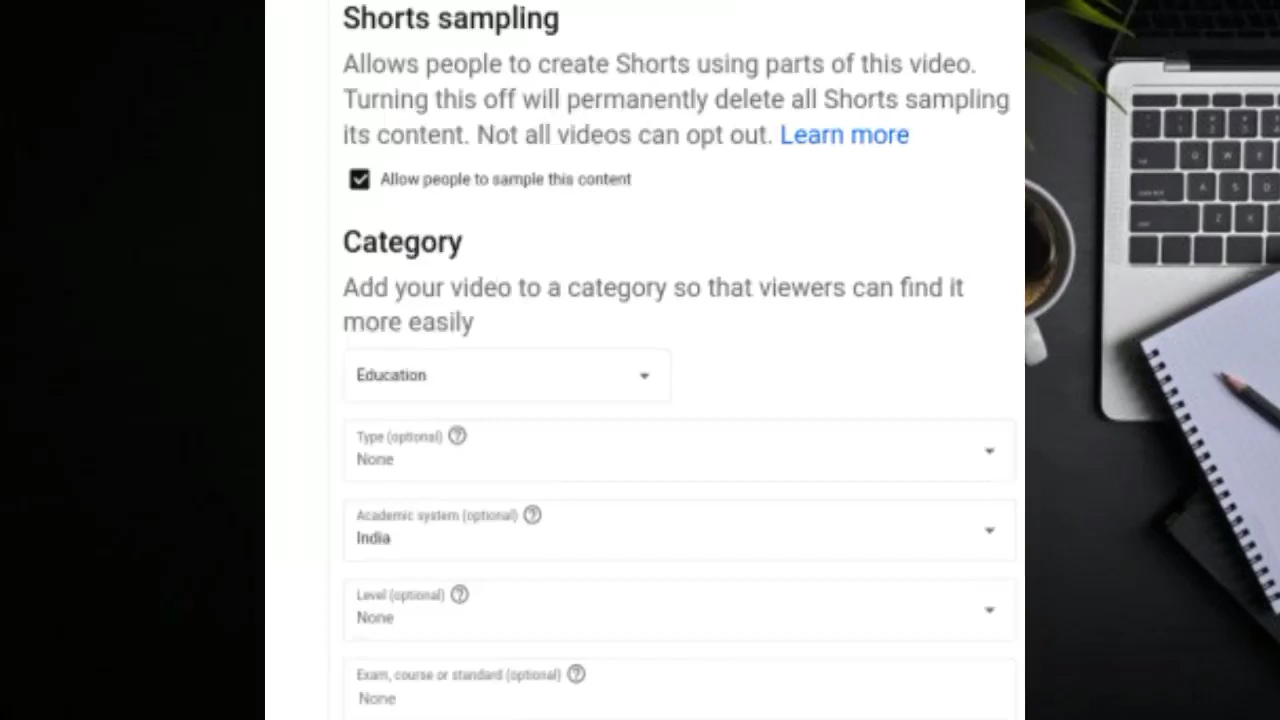 Shorts sampling
Allows people to create Shorts using parts of this video.
Turning this off will permanently delete all Shorts sampling
its content. Not all videos can opt out. Learn more
Allow people to sample this content
Category
Add your video to a category so that viewers can find it
more easily
Education
Type (optional)
None
Academic system (optional)
India
Level (optional)
None
Exam, course or standard (optional)
None